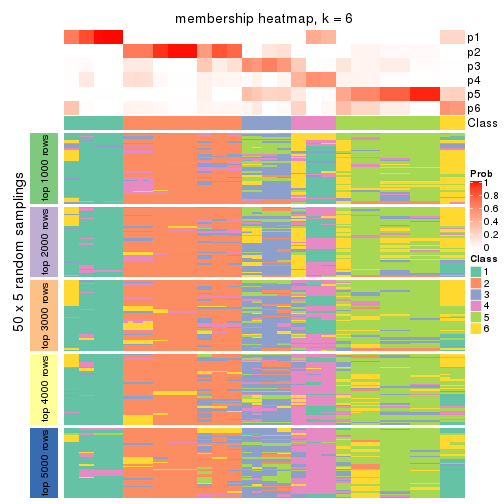 membership heatmap, k = 6
p1
p2
p3
p4
p5
p6
Class
50 x 5 random samplings
top 1000 rows
top 2000 rows
top 3000 rows
top 4000 rows
top 5000 rows
Prob
1
0.8
0.6
0.4
0.2
0
Class
1
2
3
4
5
6